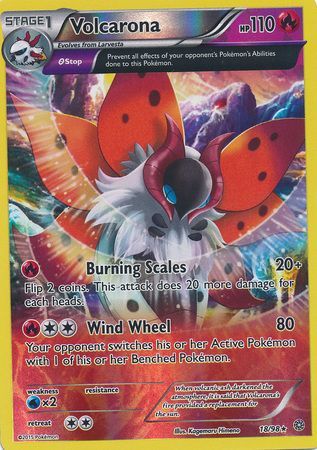 STAGE1 Volcarona HP110
Evolves from Larvesta
θStop Prevent all effects of your opponent's Pokémon's Abilities
done to this Pokémon.
Burning Scales 20+
Flip 2 coins. This attack does 20 more damage for
each heads.
Wind Wheel 80
Your opponent switches his or her Active Pokémon
with 1 of his or her Benched Pokémon.
weakness resistance
×2
retreat
When volcanic ash darkened the
atmosphere, it is said that Volcarona's
fire provided a replacement for
the sun.
©2015 Pokémon Illus. Kagemaru Himeno 18/98★